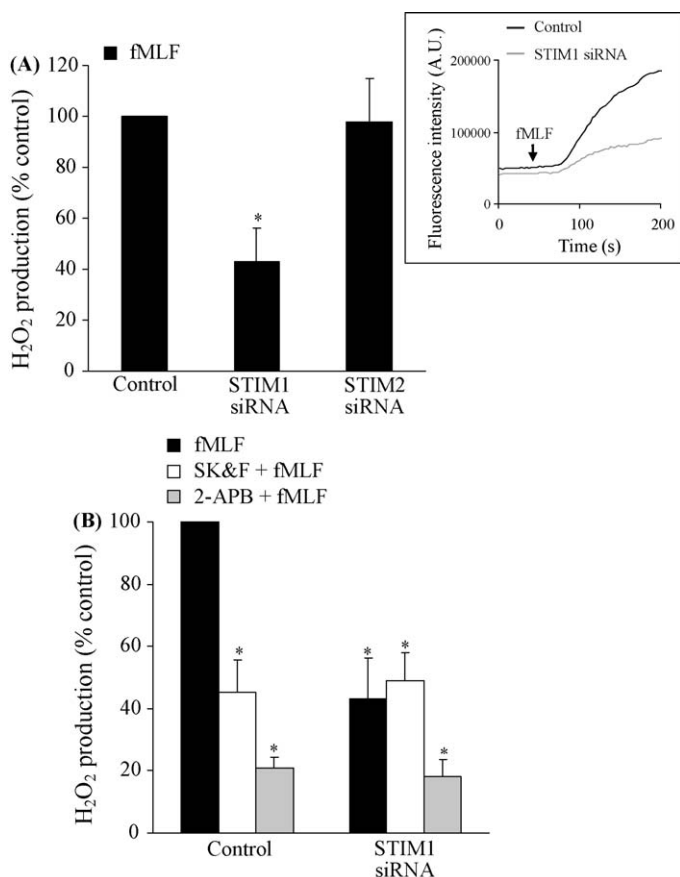 (A)
fMLF
H₂O₂ production (% control)
120
100
80
60
40
20
0
*
Control
STIM1
siRNA
STIM2
siRNA
Control
STIM1 siRNA
Fluorescence intensity (A.U.)
200000
100000
0
fMLF
0
100
200
Time (s)
fMLF
SK&F + fMLF
2-APB + fMLF
(B)
H₂O₂ production (% control)
100
80
60
40
20
0
*
*
*
*
*
Control
STIM1
siRNA